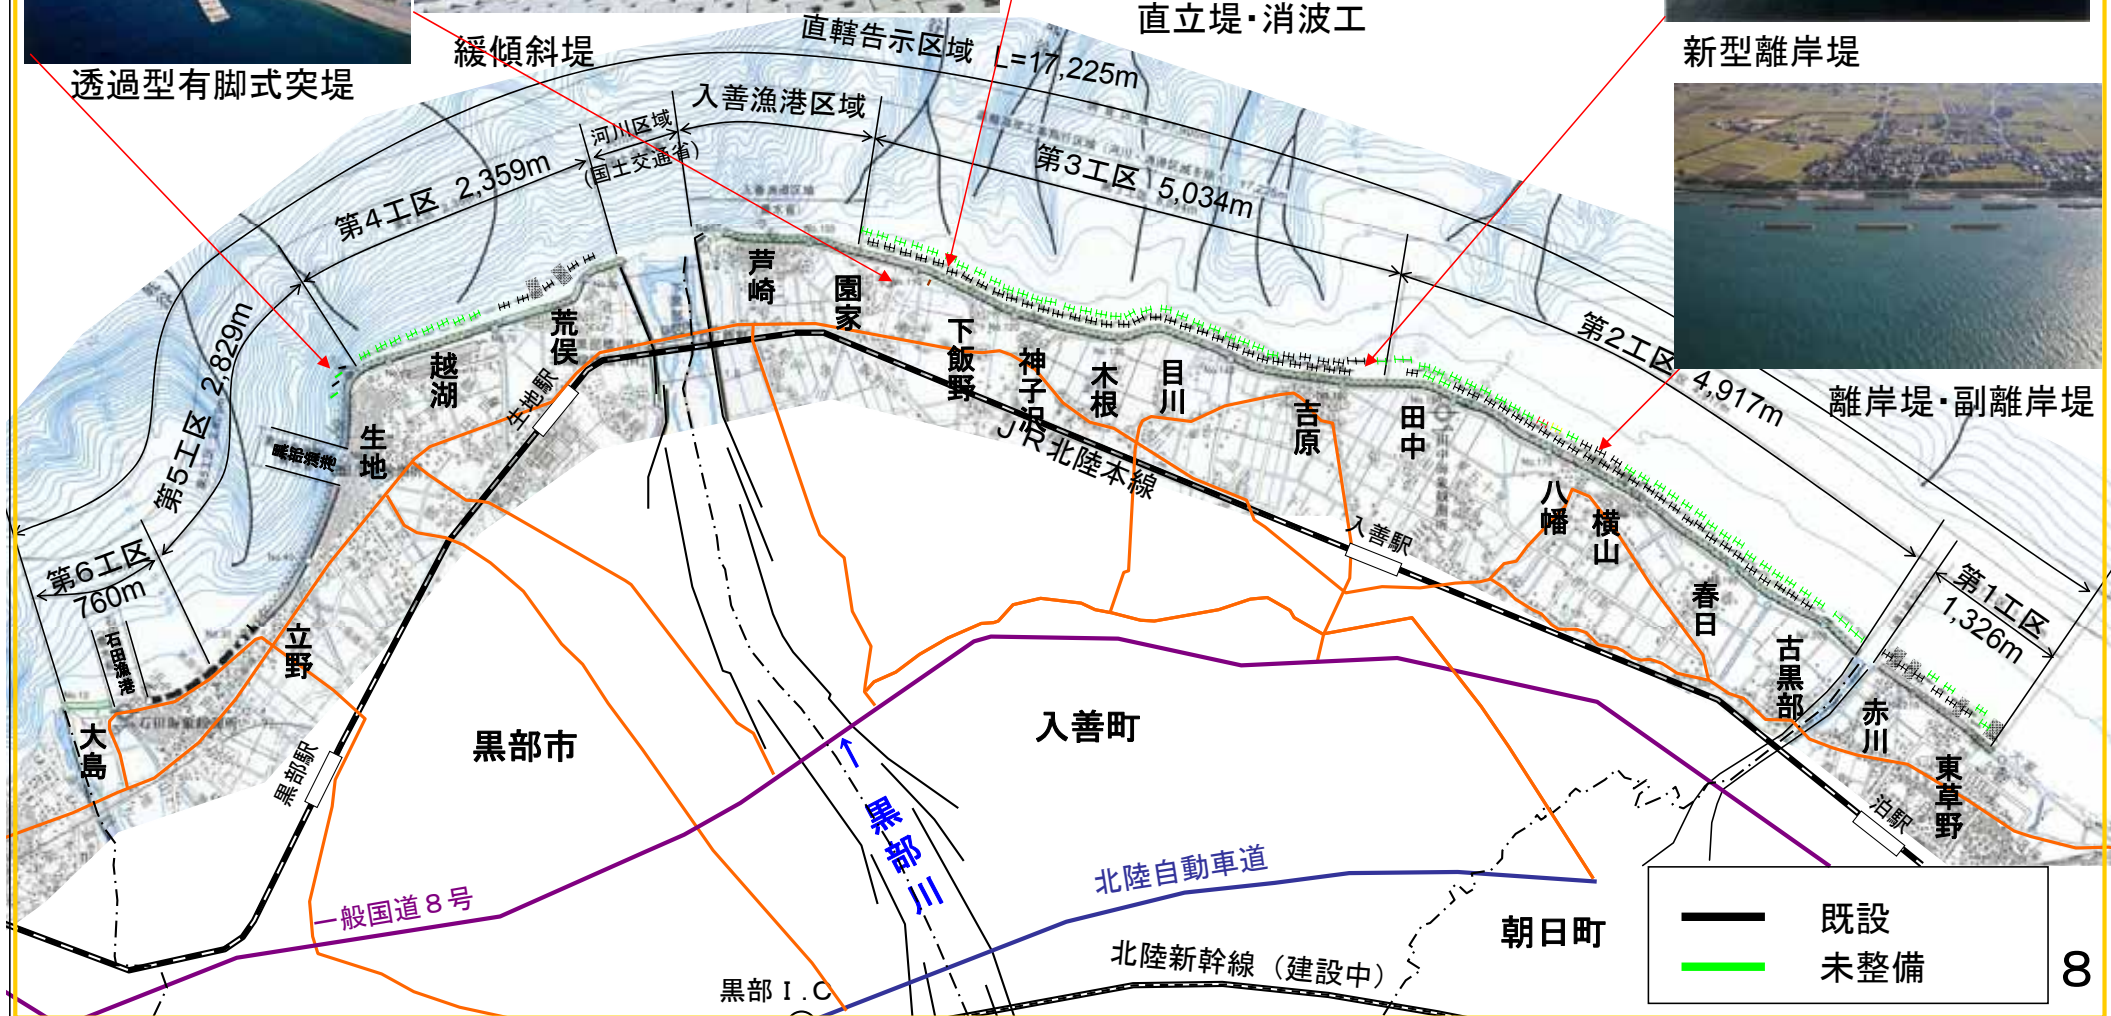 直立堤・消波工
緩傾斜堤
新型離岸堤
透過型有脚式突堤
直轄告示区域 L=17,225m
入善漁港区域
河川区域
(国土交通省)
第4工区 2,359m
第3工区 5,034m
第2工区 4,917m
離岸堤・副離岸堤
第5工区 2,829m
第6工区
760m
第1工区
1,326m
黒部漁港
石田漁港
芦崎
園家
下飯野
神子沢
木根
目川
吉原
田中
八幡
横山
春日
古黒部
赤川
東草野
荒俣
越湖
生地
立野
大島
生地駅
黒部駅
入善駅
泊駅
JR北陸本線
黒部市
入善町
朝日町
黒部川
一般国道8号
北陸自動車道
北陸新幹線(建設中)
黒部I.C
既設
未整備
8